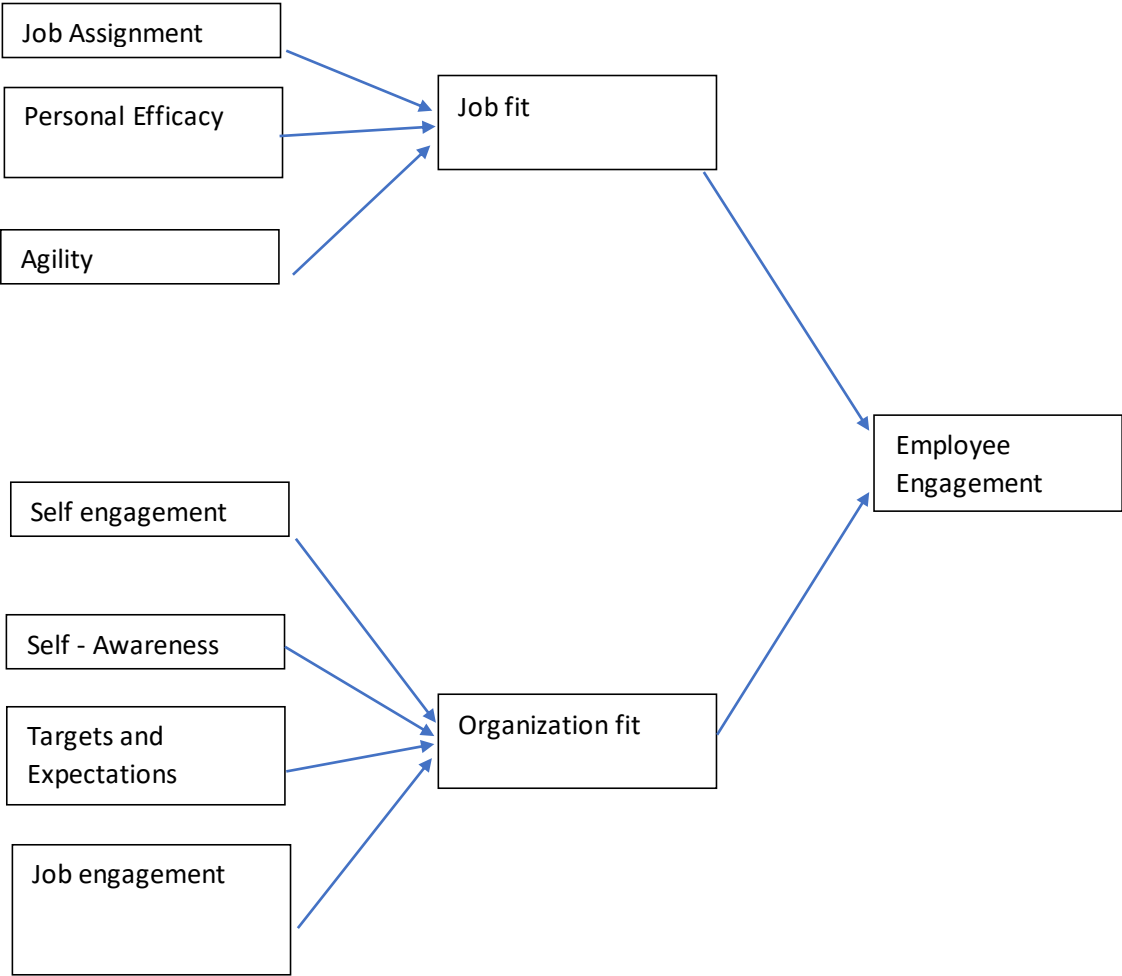 Job Assignment
Personal Efficacy
Job fit
Agility
Employee
Engagement
Self engagement
Self - Awareness
Organization fit
Targets and
Expectations
Job engagement